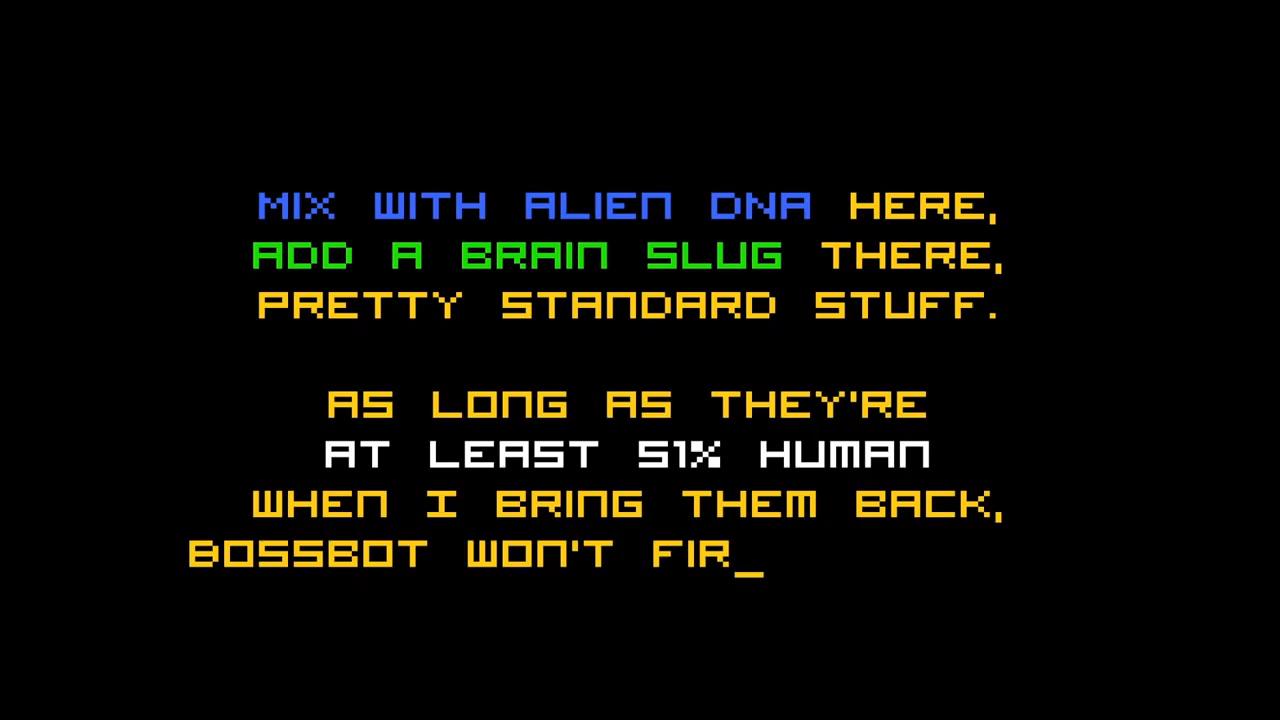 MIX WITH ALIEN DNA HERE,
ADD A BRAIN SLUG THERE,
PRETTY STANDARD STUFF.
AS LONG AS THEY'RE
AT LEAST 51% HUMAN
WHEN I BRING THEM BACK,
BOSSBOT WON'T FIR_